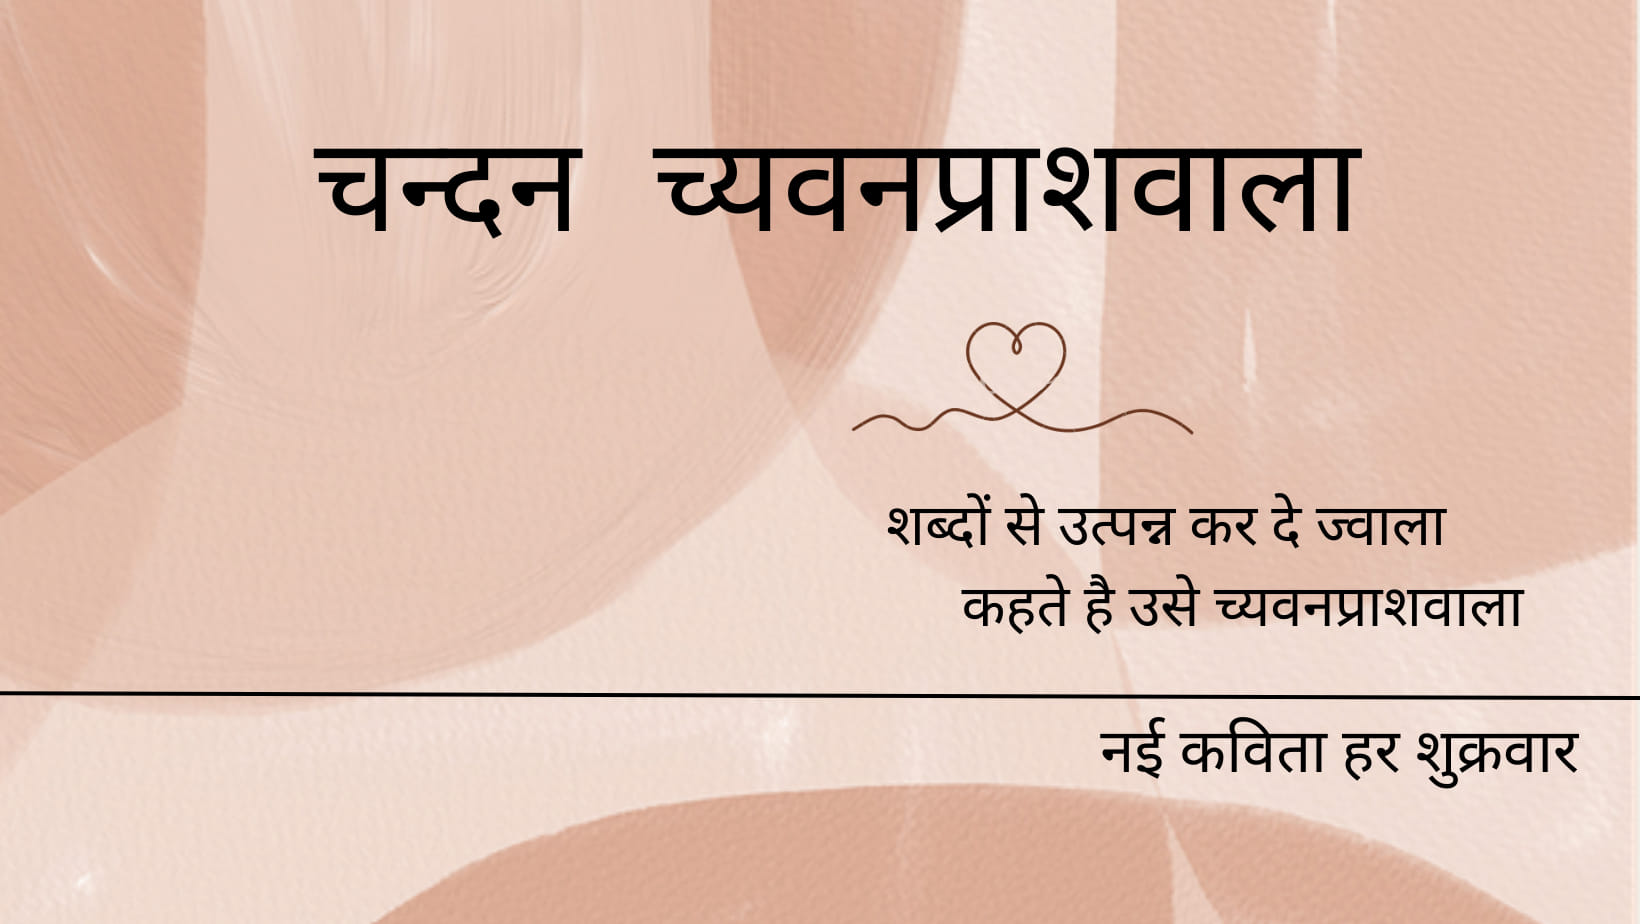 चन्दन च्यवनप्राशवाला
शब्दों से उत्पन्न कर दे ज्वाला
कहते है उसे च्यवनप्राशवाला
नई कविता हर शुक्रवार